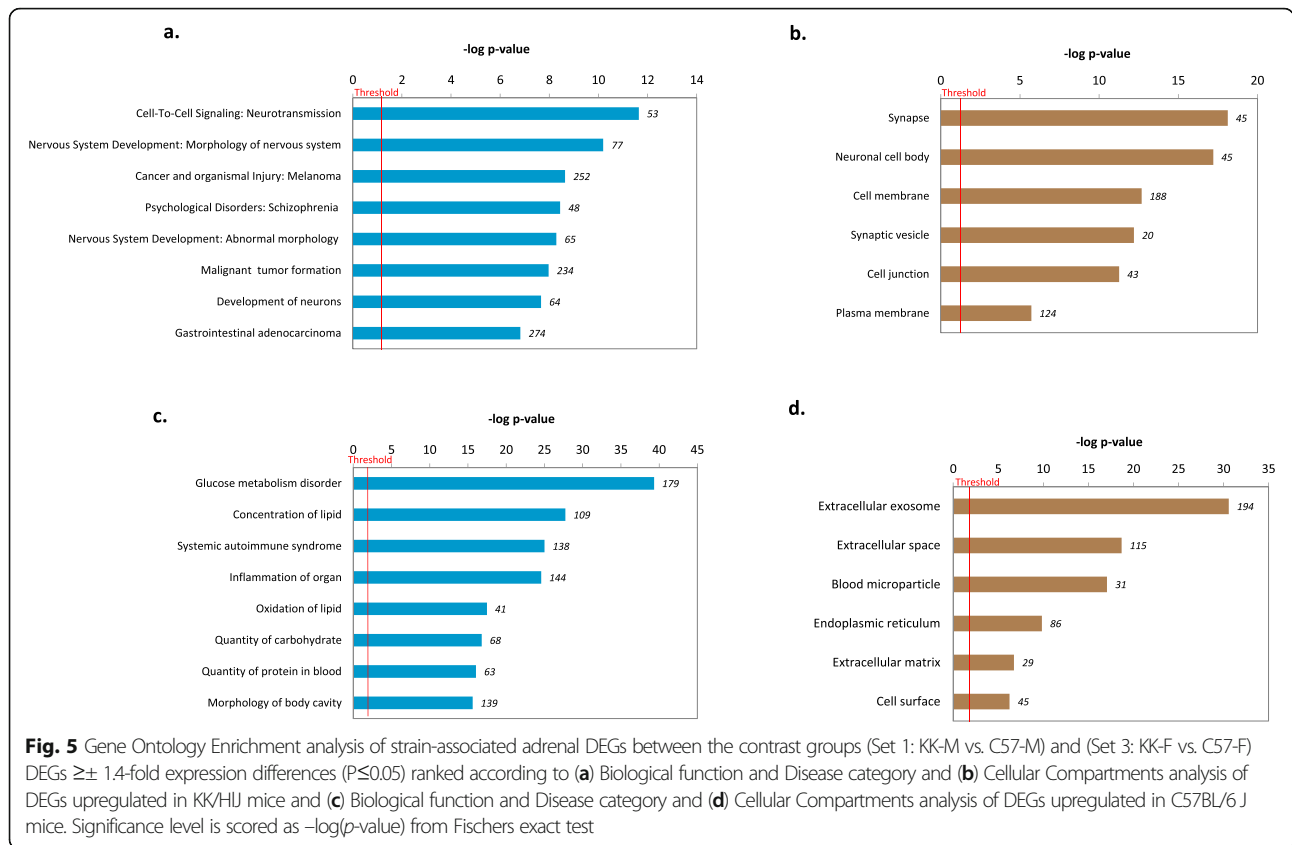 a.
-log p-value
0 2 4 6 8 10 12 14
Threshold
Cell-To-Cell Signaling: Neurotransmission 53
Nervous System Development: Morphology of nervous system 77
Cancer and organismal Injury: Melanoma 252
Psychological Disorders: Schizophrenia 48
Nervous System Development: Abnormal morphology 65
Malignant tumor formation 234
Development of neurons 64
Gastrointestinal adenocarcinoma 274
b.
-log p-value
0 5 10 15 20
Threshold
Synapse 45
Neuronal cell body 45
Cell membrane 188
Synaptic vesicle 20
Cell junction 43
Plasma membrane 124
c.
-log p-value
0 5 10 15 20 25 30 35 40 45
Threshold
Glucose metabolism disorder 179
Concentration of lipid 109
Systemic autoimmune syndrome 138
Inflammation of organ 144
Oxidation of lipid 41
Quantity of carbohydrate 68
Quantity of protein in blood 63
Morphology of body cavity 139
d.
-log p-value
0 5 10 15 20 25 30 35
Threshold
Extracellular exosome 194
Extracellular space 115
Blood microparticle 31
Endoplasmic reticulum 86
Extracellular matrix 29
Cell surface 45
Fig. 5 Gene Ontology Enrichment analysis of strain-associated adrenal DEGs between the contrast groups (Set 1: KK-M vs. C57-M) and (Set 3: KK-F vs. C57-F)
DEGs ≥± 1.4-fold expression differences (P≤0.05) ranked according to (a) Biological function and Disease category and (b) Cellular Compartments analysis of
DEGs upregulated in KK/HIJ mice and (c) Biological function and Disease category and (d) Cellular Compartments analysis of DEGs upregulated in C57BL/6 J
mice. Significance level is scored as –log(p-value) from Fischers exact test